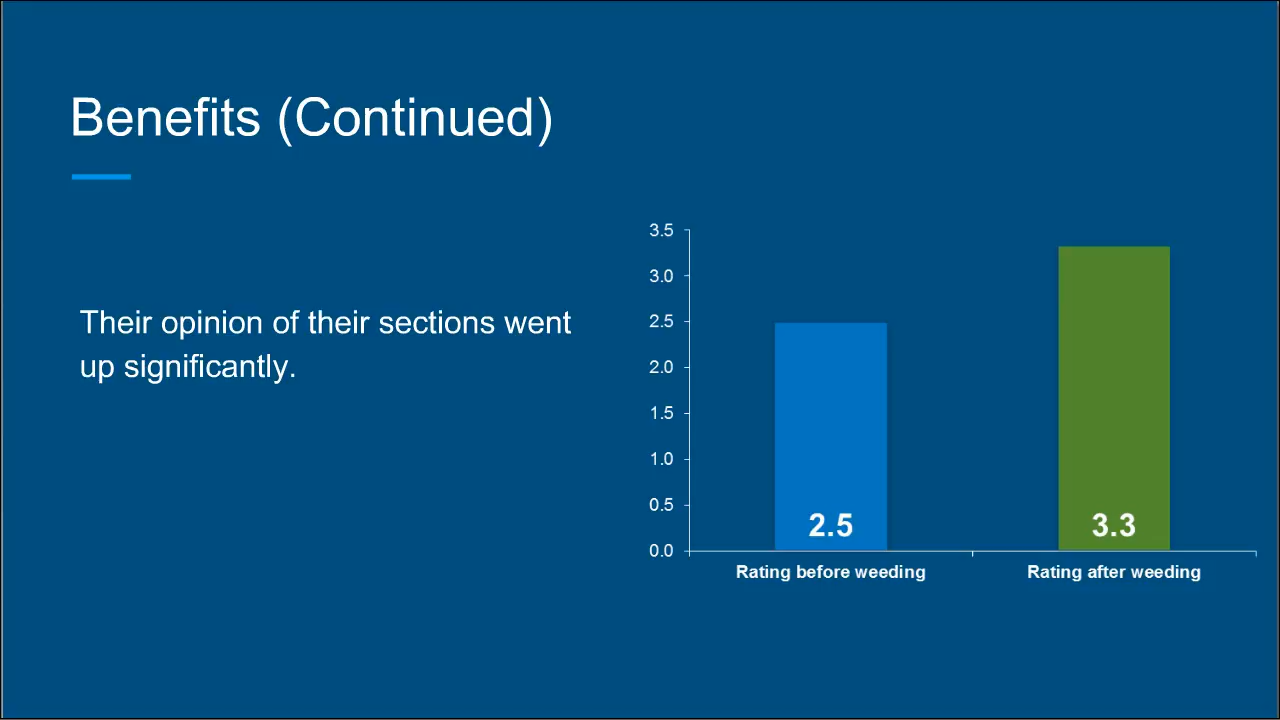 Benefits (Continued)
Their opinion of their sections went
up significantly.
3.5
3.0
2.5
2.0
1.5
1.0
0.5
0.0
2.5
3.3
Rating before weeding
Rating after weeding